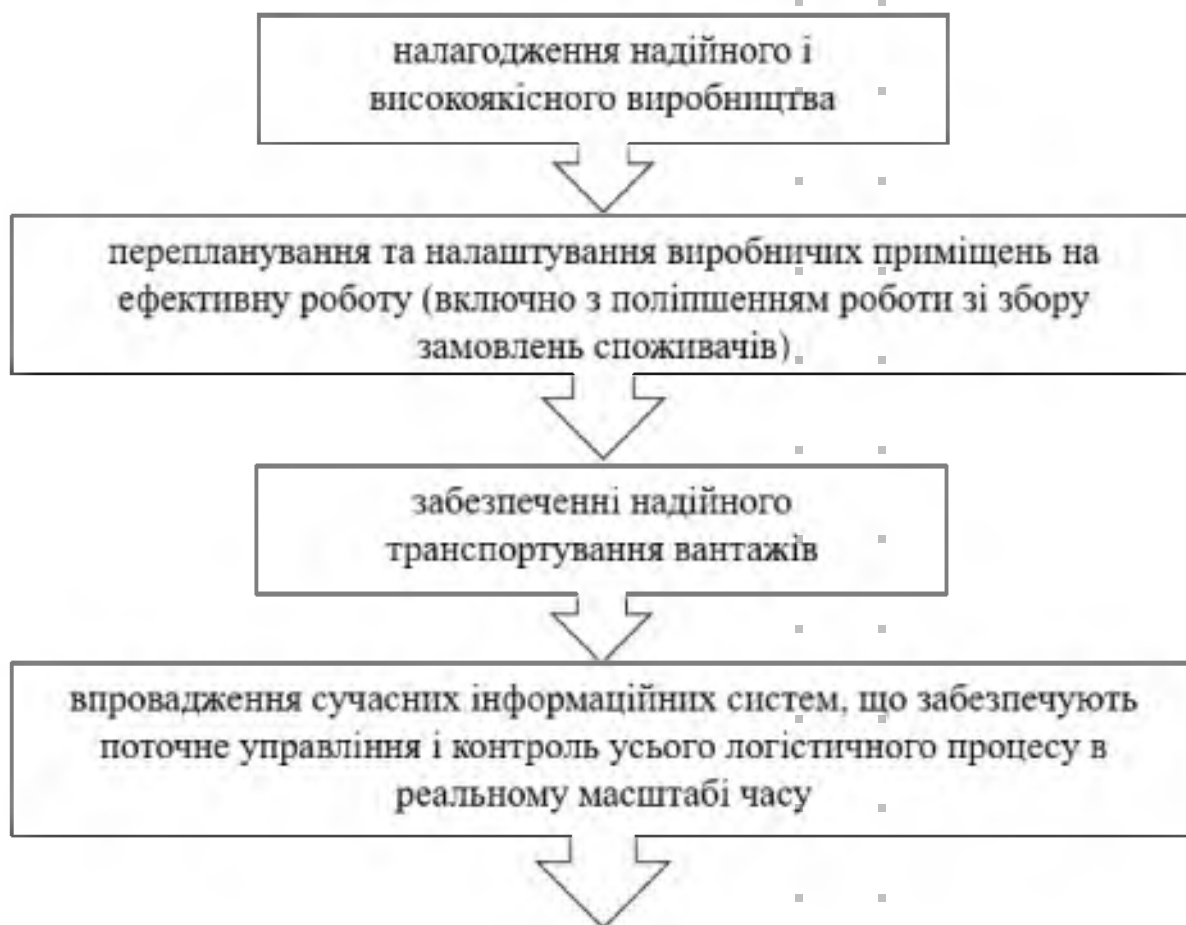 налагодження надійного і
високоякісного виробництва
перепланування та налаштування виробничих приміщень на
ефективну роботу (включно з поліпшенням роботи зі збору
замовлень споживачів)
забезпеченні надійного
транспортування вантажів
впровадження сучасних інформаційних систем, що забезпечують
поточне управління і контроль усього логістичного процесу в
реальному масштабі часу